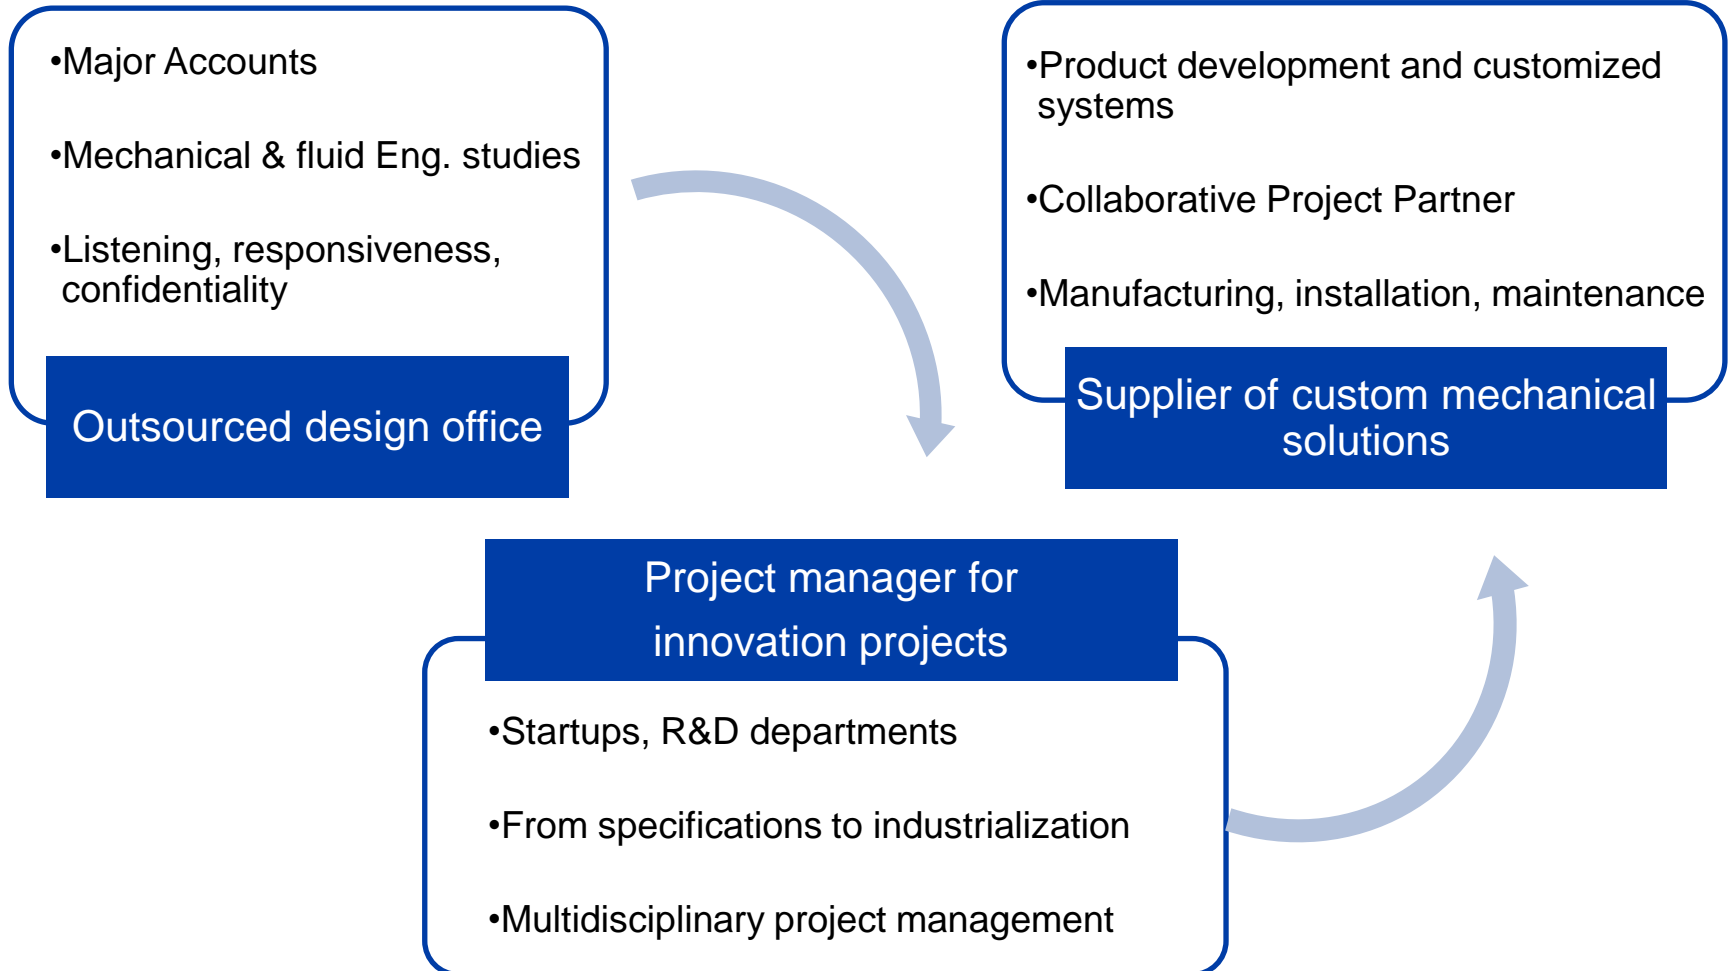 •Major Accounts
•Mechanical & fluid Eng. studies
•Listening, responsiveness,
confidentiality
Outsourced design office
•Product development and customized
systems
•Collaborative Project Partner
•Manufacturing, installation, maintenance
Supplier of custom mechanical
solutions
Project manager for
innovation projects
•Startups, R&D departments
•From specifications to industrialization
•Multidisciplinary project management